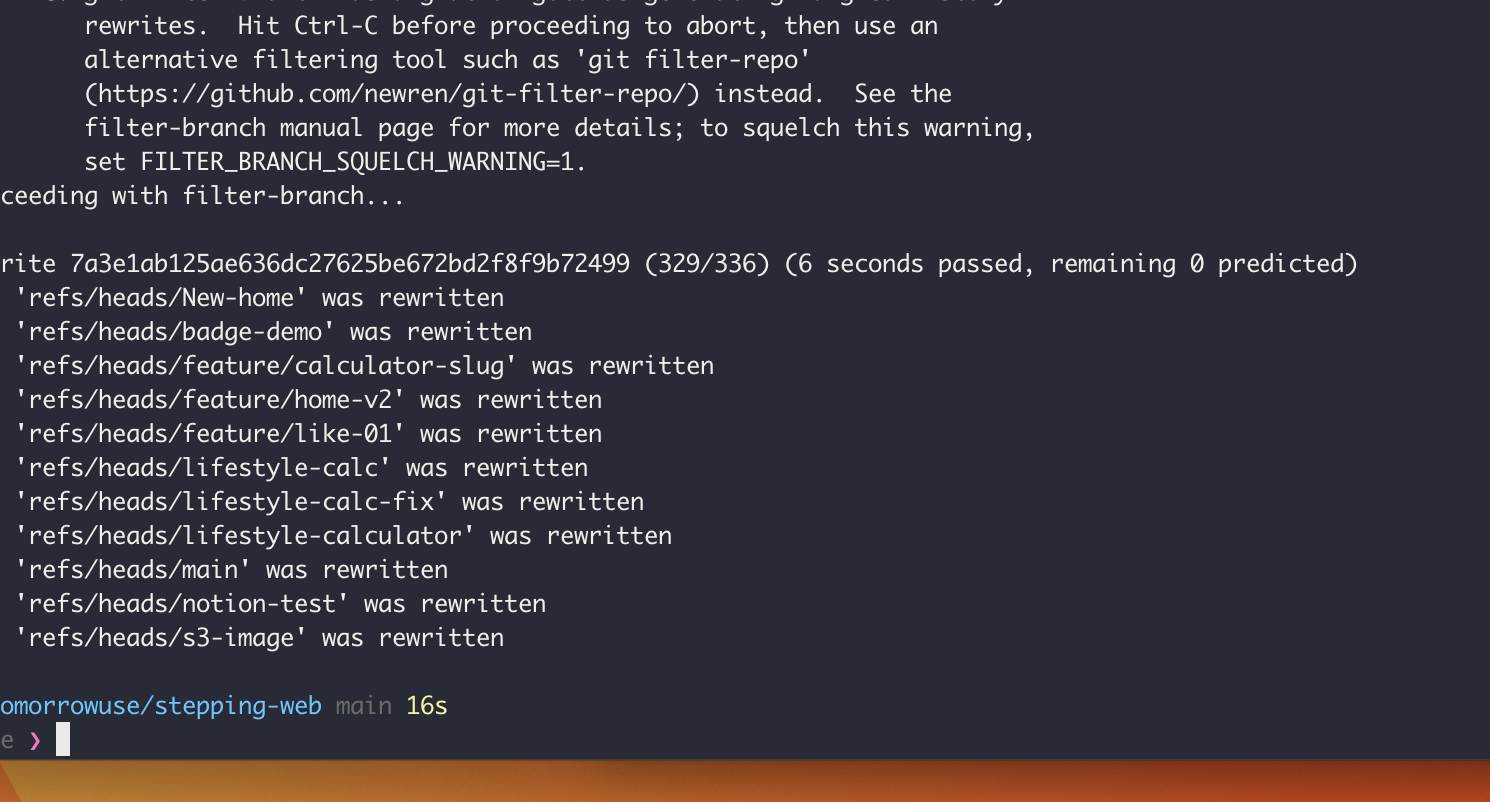 rewrites.  Hit Ctrl-C before proceeding to abort, then use an
alternative filtering tool such as 'git filter-repo'
(https://github.com/newren/git-filter-repo/) instead.  See the
filter-branch manual page for more details; to squelch this warning,
set FILTER_BRANCH_SQUELCH_WARNING=1.
ceeding with filter-branch...
rite 7a3e1ab125ae636dc27625be672bd2f8f9b72499 (329/336) (6 seconds passed, remaining 0 predicted)
'refs/heads/New-home' was rewritten
'refs/heads/badge-demo' was rewritten
'refs/heads/feature/calculator-slug' was rewritten
'refs/heads/feature/home-v2' was rewritten
'refs/heads/feature/like-01' was rewritten
'refs/heads/lifestyle-calc' was rewritten
'refs/heads/lifestyle-calc-fix' was rewritten
'refs/heads/lifestyle-calculator' was rewritten
'refs/heads/main' was rewritten
'refs/heads/notion-test' was rewritten
'refs/heads/s3-image' was rewritten
omorrowuse/stepping-web main 16s
e ❯